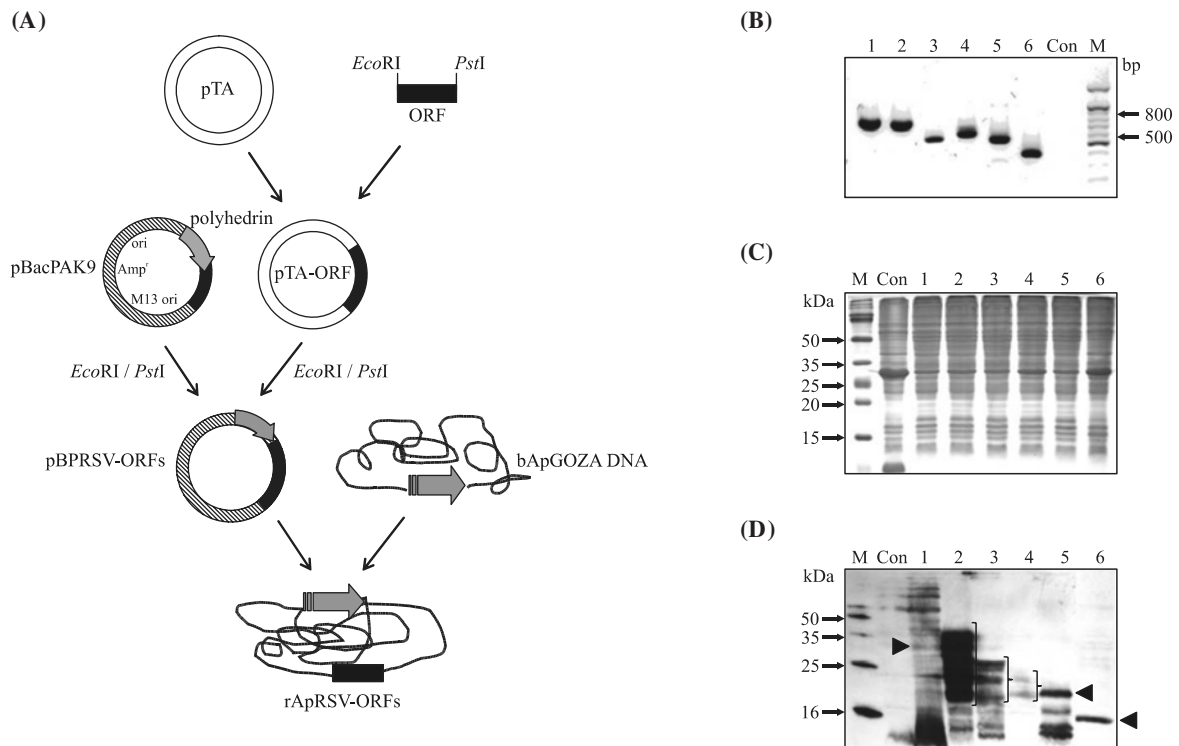 (A)
pTA
EcoRI
PstI
ORF
polyhedrin
ori
Ampʳ
M13 ori
pBacPAK9
pTA-ORF
EcoRI / PstI
EcoRI / PstI
pBPRSV-ORFs
bApGOZA DNA
rApRSV-ORFs
(B)
1 2 3 4 5 6 Con M
bp
800
500
(C)
M Con 1 2 3 4 5 6
kDa
50
35
25
20
15
(D)
M Con 1 2 3 4 5 6
kDa
50
35
25
16